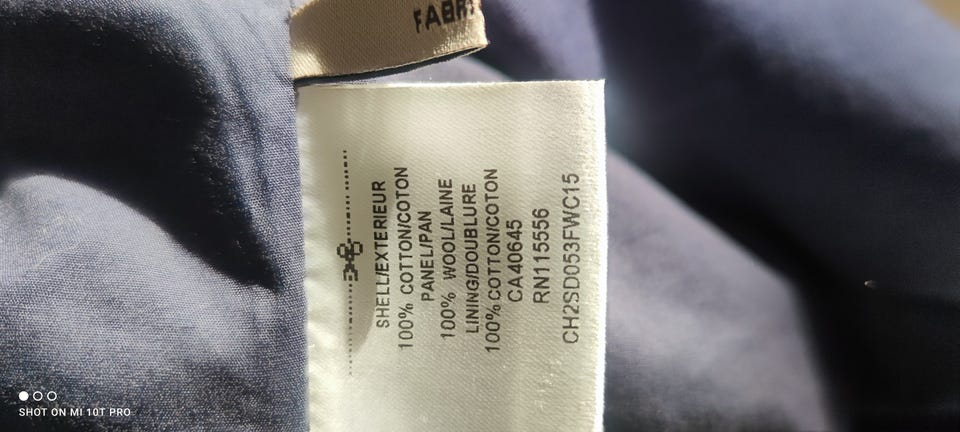 FABRI
SHELL/EXTERIEUR
100% COTTON/COTON
PANEL/PAN
100% WOOL/LAINE
LINING/DOUBLURE
100% COTTON/COTON
CA40645
RN115556
CH2SD053FWC15
SHOT ON MI 10T PRO